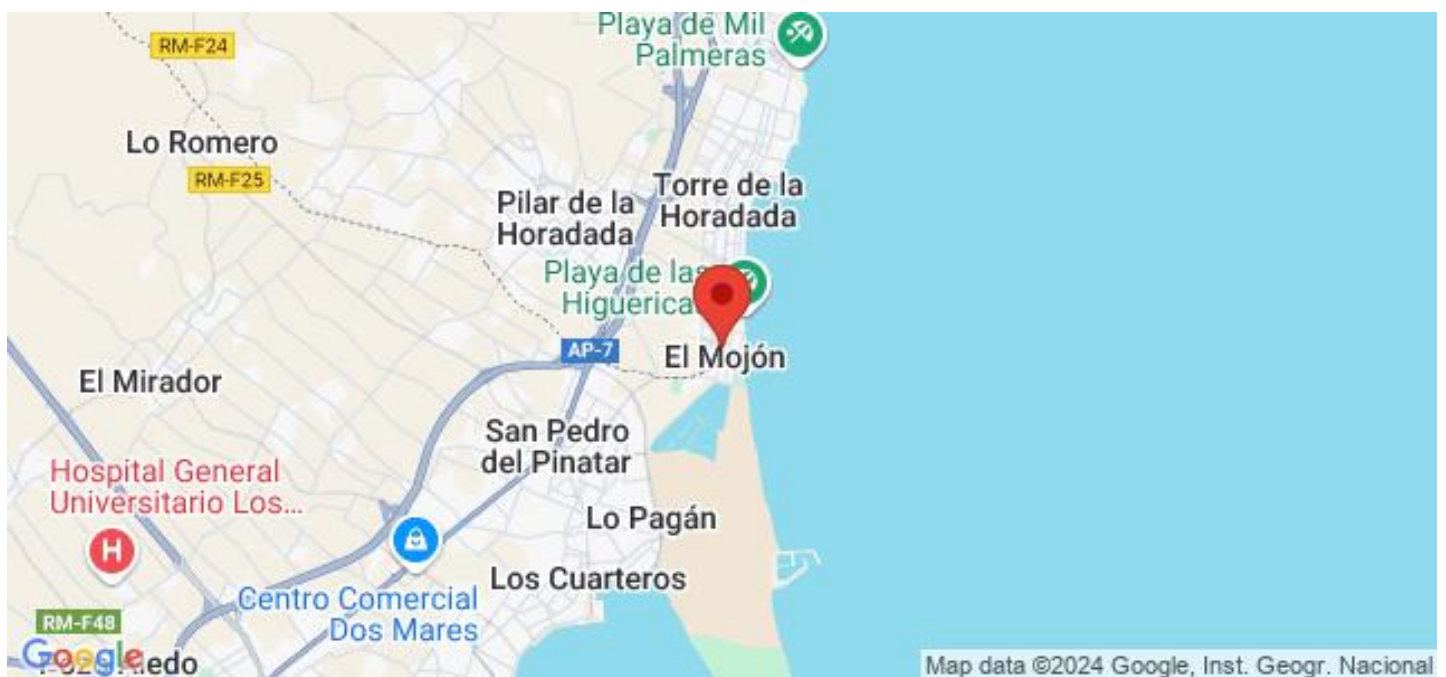 Playa de Mil
Palmeras
RM-F24
Lo Romero
RM-F25
Torre de la
Horadada
Pilar de la
Horadada
Playa de las
Higuerica
AP-7
El Mojón
El Mirador
San Pedro
del Pinatar
Hospital General
Universitario Los...
H
Lo Pagán
Los Cuarteros
Centro Comercial
Dos Mares
RM-F48
Google
edo
Map data ©2024 Google, Inst. Geogr. Nacional